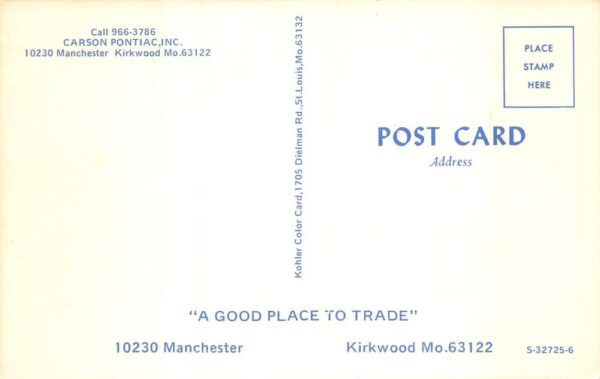 Call 966-3786
CARSON PONTIAC,INC.
10230 Manchester Kirkwood Mo.63122
Kohler Color Card,1705 Dielman Rd.,St.Louis,Mo.63132
PLACE
STAMP
HERE
POST CARD
Address
"A GOOD PLACE TO TRADE"
10230 Manchester Kirkwood Mo.63122 S-32725-6